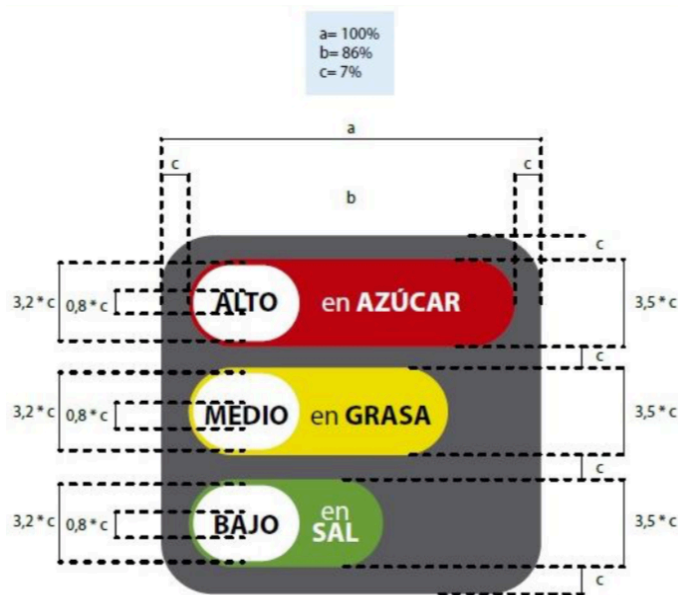 a= 100%
b= 86%
c= 7%
a
c
c
b
c
3,2 * c
0,8 * c
ALTO en AZÚCAR
3,5 * c
c
3,2 * c
0,8 * c
MEDIO en GRASA
3,5 * c
c
3,2 * c
0,8 * c
BAJO
en
SAL
3,5 * c
c